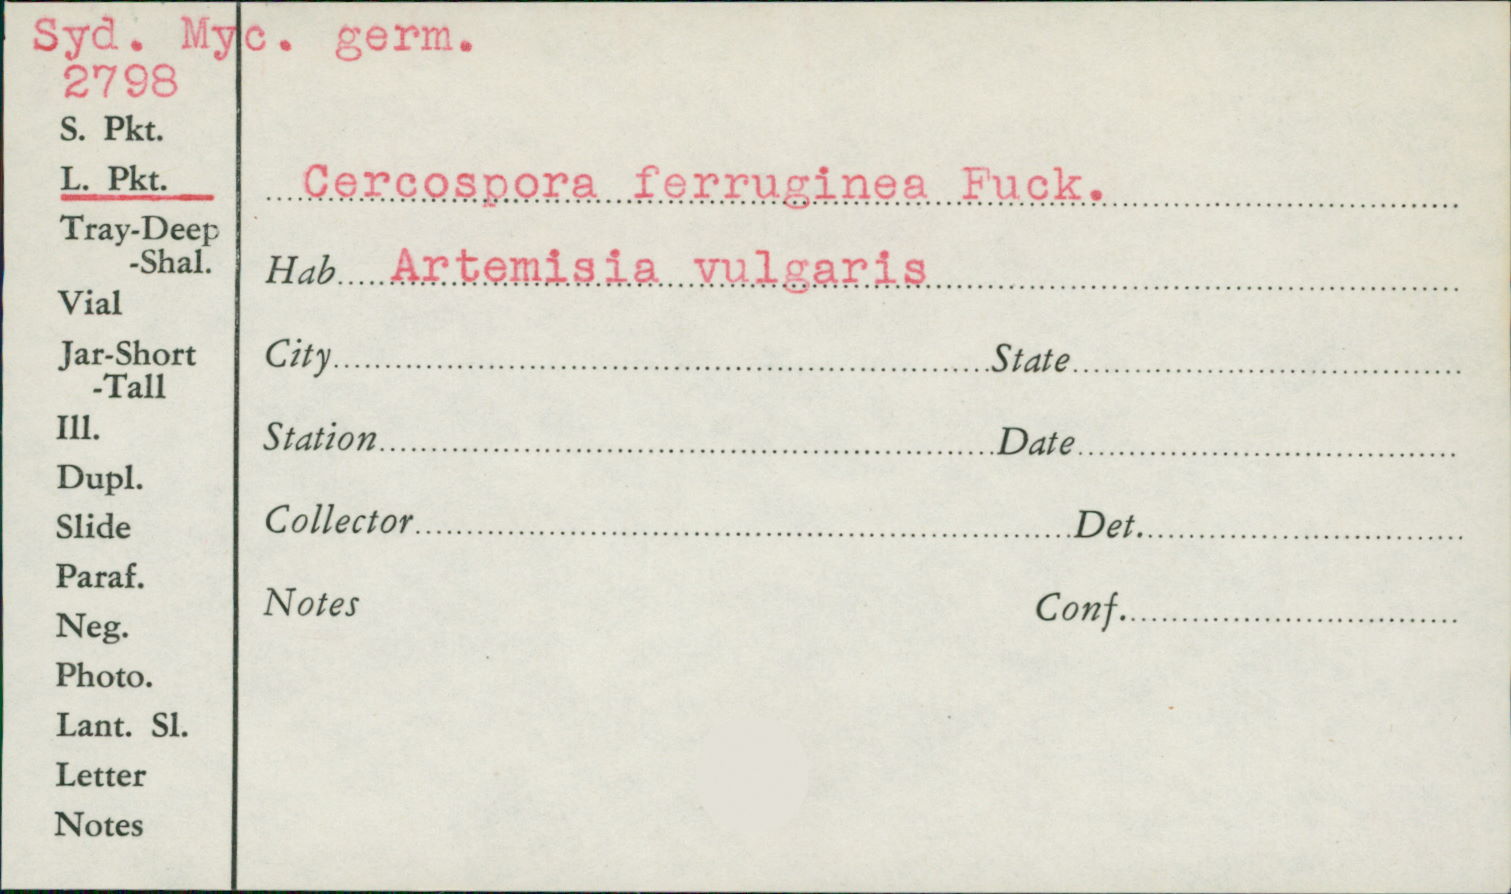 Syd. Myc. germ.
2798
S. Pkt.
L. Pkt.
Tray-Deep
-Shal.
Vial
Jar-Short
-Tall
Ill.
Dupl.
Slide
Paraf.
Neg.
Photo.
Lant. Sl.
Letter
Notes
Cercospora ferruginea Fuck.
Hab. Artemisia vulgaris
City State
Station Date
Collector Det.
Notes Conf.